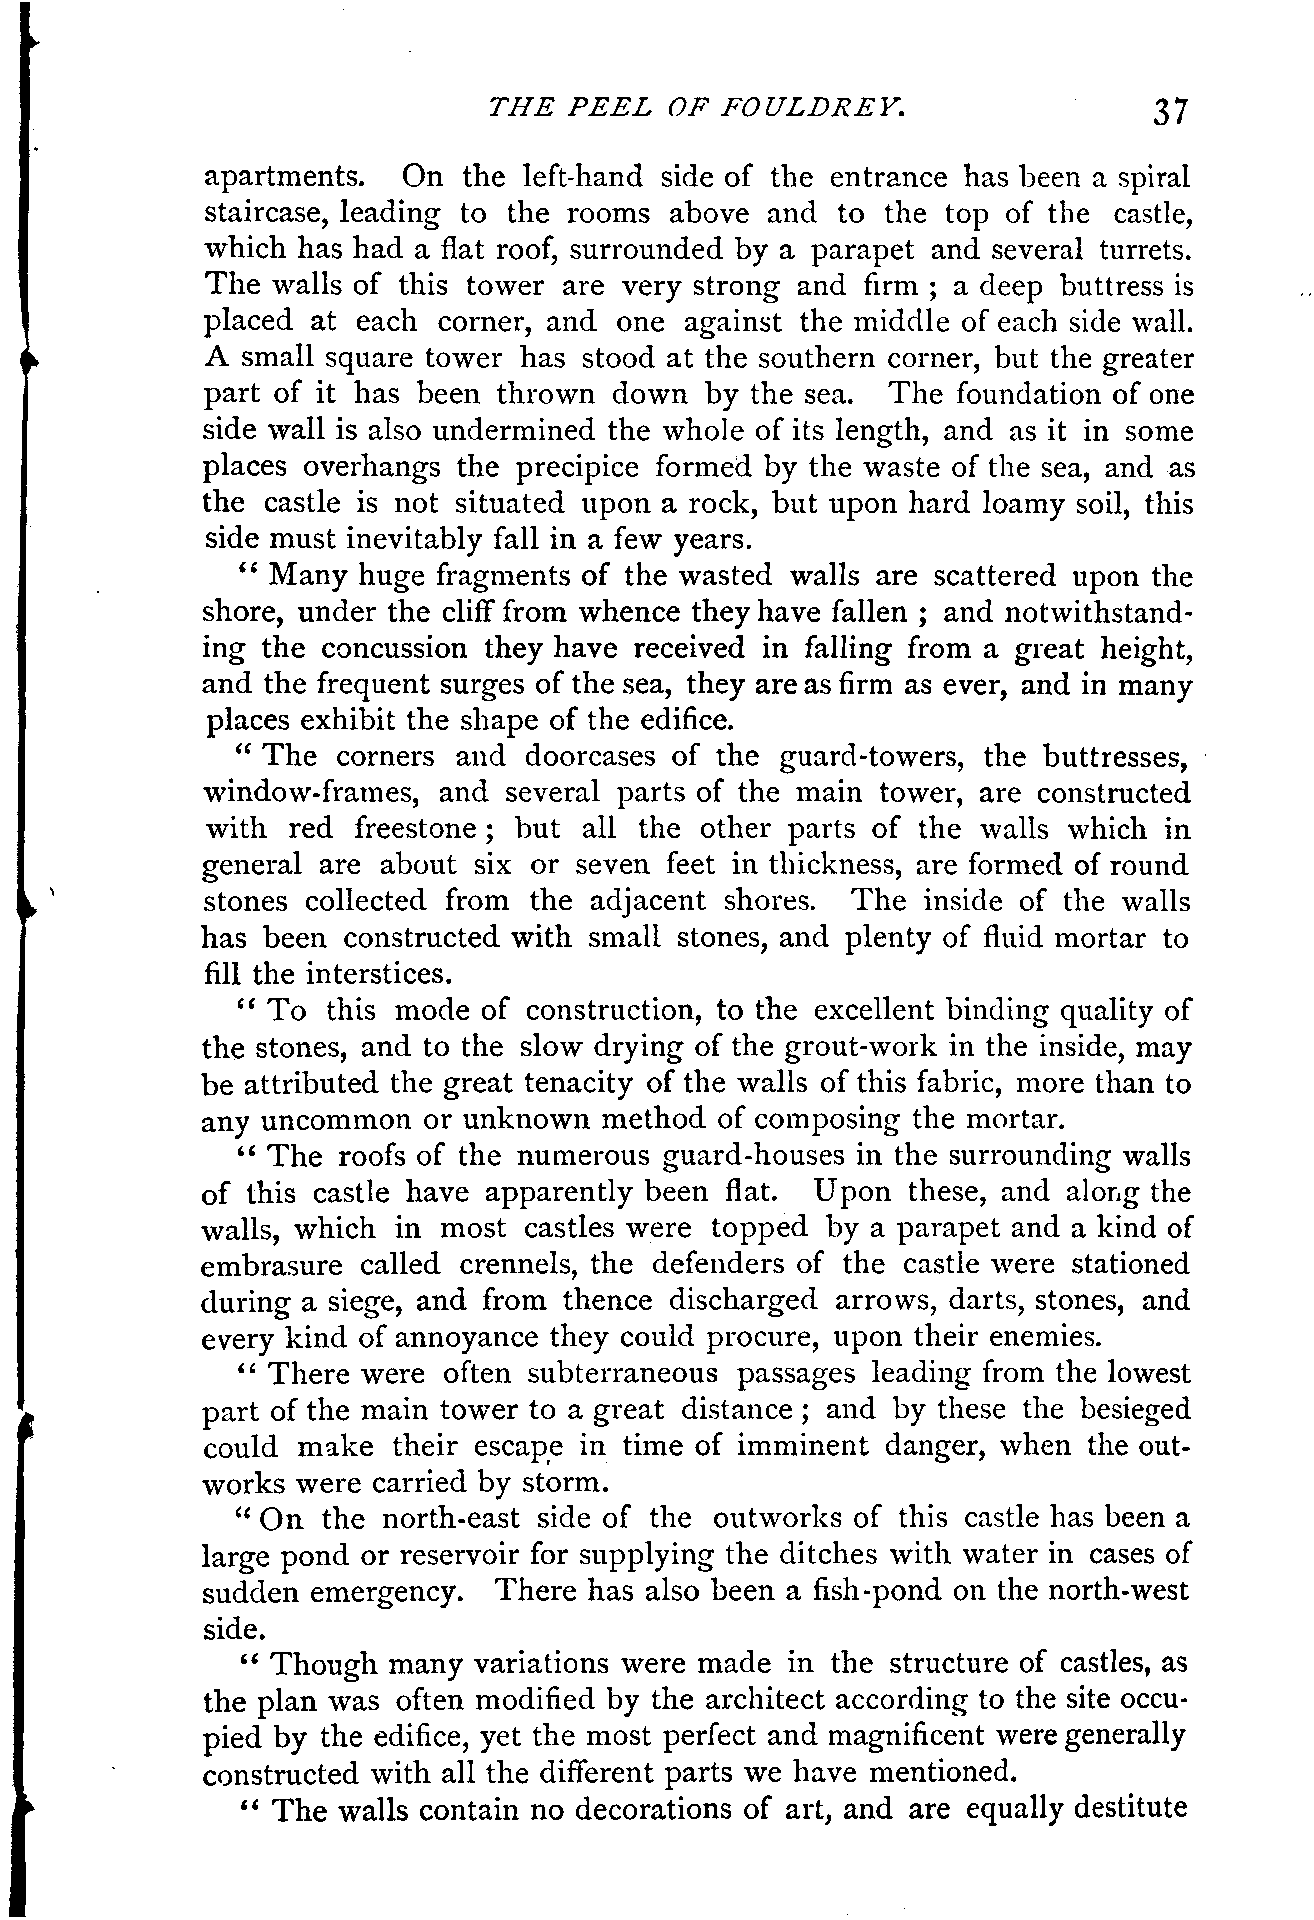 THE PEEL OF FOULDREY. 37
apartments. On the left-hand side of the entrance has been a spiral
staircase, leading to the rooms above and to the top of the castle,
which has had a flat roof, surrounded by a parapet and several turrets.
The walls of this tower are very strong and firm ; a deep buttress is
placed at each corner, and one against the middle of each side wall.
A small square tower has stood at the southern corner, but the greater
part of it has been thrown down by the sea. The foundation of one
side wall is also undermined the whole of its length, and as it in some
places overhangs the precipice formed by the waste of the sea, and as
the castle is not situated upon a rock, but upon hard loamy soil, this
side must inevitably fall in a few years.
“ Many huge fragments of the wasted walls are scattered upon the
shore, under the cliff from whence they have fallen ; and notwithstand-
ing the concussion they have received in falling from a great height,
and the frequent surges of the sea, they are as firm as ever, and in many
places exhibit the shape of the edifice.
“ The corners and doorcases of the guard-towers, the buttresses,
window-frames, and several parts of the main tower, are constructed
with red freestone ; but all the other parts of the walls which in
general are about six or seven feet in thickness, are formed of round
stones collected from the adjacent shores. The inside of the walls
has been constructed with small stones, and plenty of fluid mortar to
fill the interstices.
“ To this mode of construction, to the excellent binding quality of
the stones, and to the slow drying of the grout-work in the inside, may
be attributed the great tenacity of the walls of this fabric, more than to
any uncommon or unknown method of composing the mortar.
“ The roofs of the numerous guard-houses in the surrounding walls
of this castle have apparently been flat. Upon these, and along the
walls, which in most castles were topped by a parapet and a kind of
embrasure called crennels, the defenders of the castle were stationed
during a siege, and from thence discharged arrows, darts, stones, and
every kind of annoyance they could procure, upon their enemies.
“ There were often subterraneous passages leading from the lowest
part of the main tower to a great distance ; and by these the besieged
could make their escape in time of imminent danger, when the out-
works were carried by storm.
“ On the north-east side of the outworks of this castle has been a
large pond or reservoir for supplying the ditches with water in cases of
sudden emergency. There has also been a fish-pond on the north-west
side.
“ Though many variations were made in the structure of castles, as
the plan was often modified by the architect according to the site occu-
pied by the edifice, yet the most perfect and magnificent were generally
constructed with all the different parts we have mentioned.
“ The walls contain no decorations of art, and are equally destitute